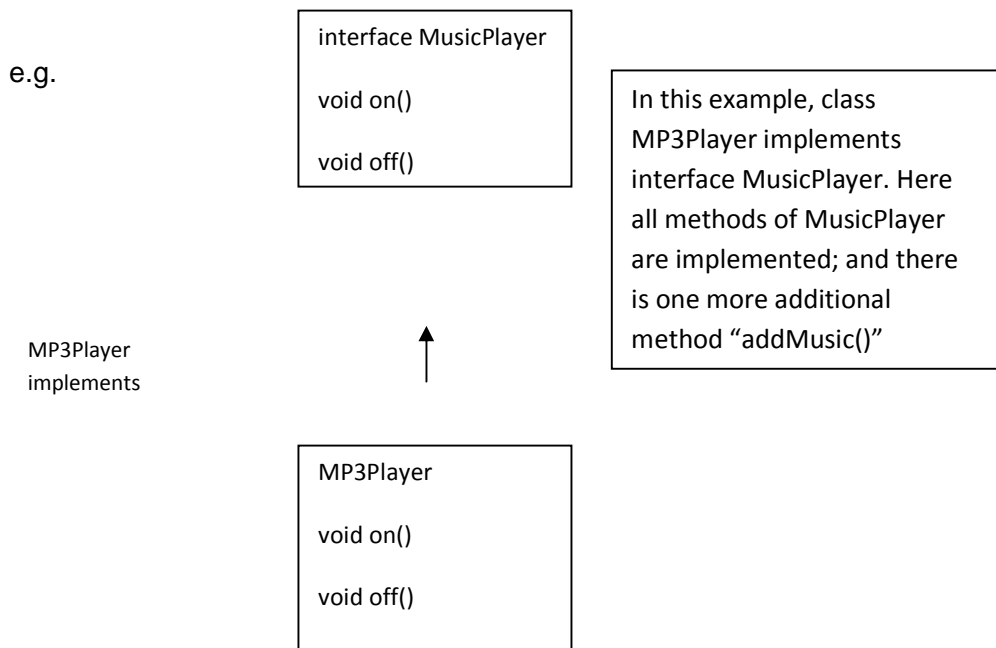 e.g.
interface MusicPlayer
void on()
void off()
In this example, class
MP3Player implements
interface MusicPlayer. Here
all methods of MusicPlayer
are implemented; and there
is one more additional
method “addMusic()”
MP3Player
implements
MP3Player
void on()
void off()